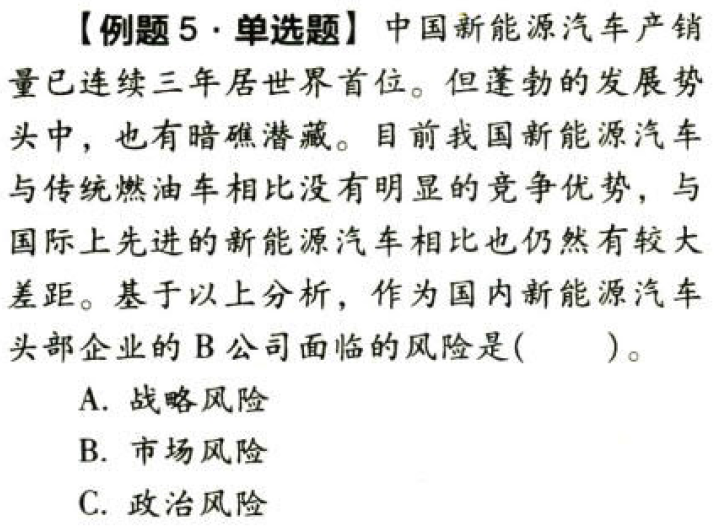 【例题 5 · 单选题】 中国新能源汽车产销
量已连续三年居世界首位。但蓬勃的发展势
头中，也有暗礁潜藏。目前我国新能源汽车
与传统燃油车相比没有明显的竞争优势，与
国际上先进的新能源汽车相比也仍然有较大
差距。基于以上分析，作为国内新能源汽车
头部企业的 B 公司面临的风险是(　　)。
A. 战略风险
B. 市场风险
C. 政治风险